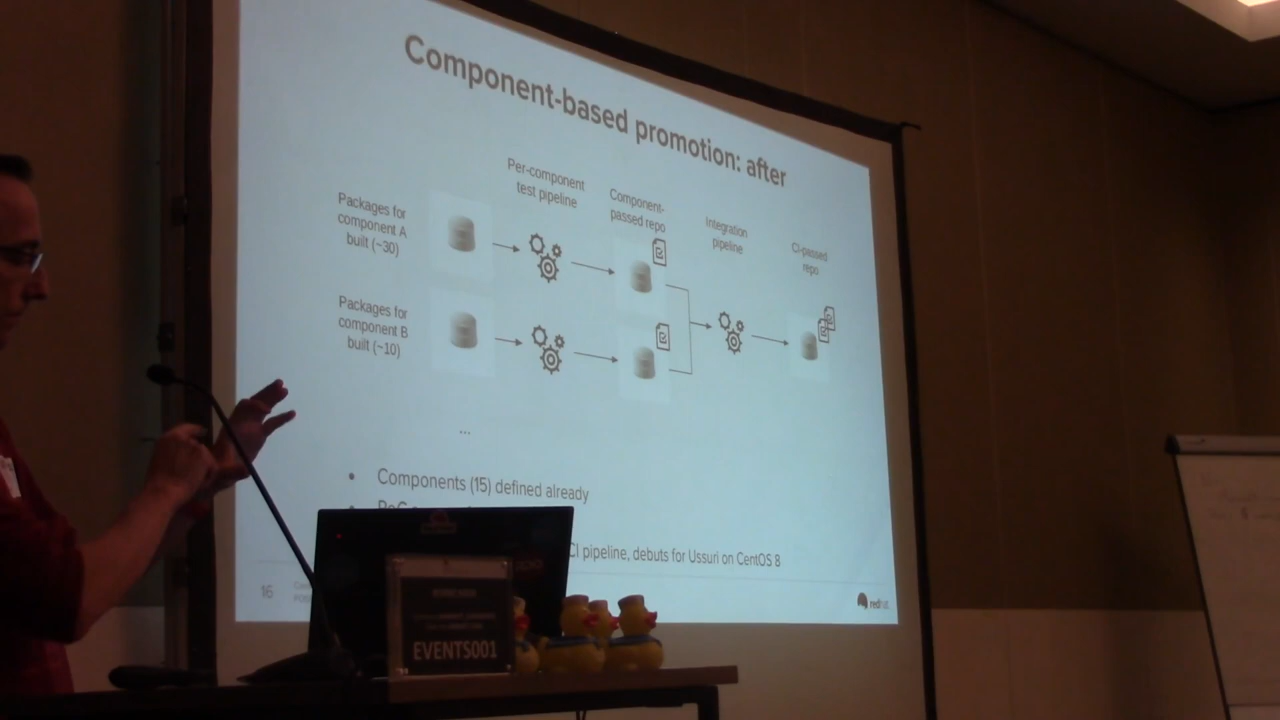 Component-based promotion: after
Per-component
test pipeline
Component-
passed repo
Integration
pipeline
CI-passed
repo
Packages for
component A
built (~30)
Packages for
component B
built (~10)
...
• Components (15) defined already
•
CI pipeline, debuts for Ussuri on CentOS 8
16
redhat
EVENTS001